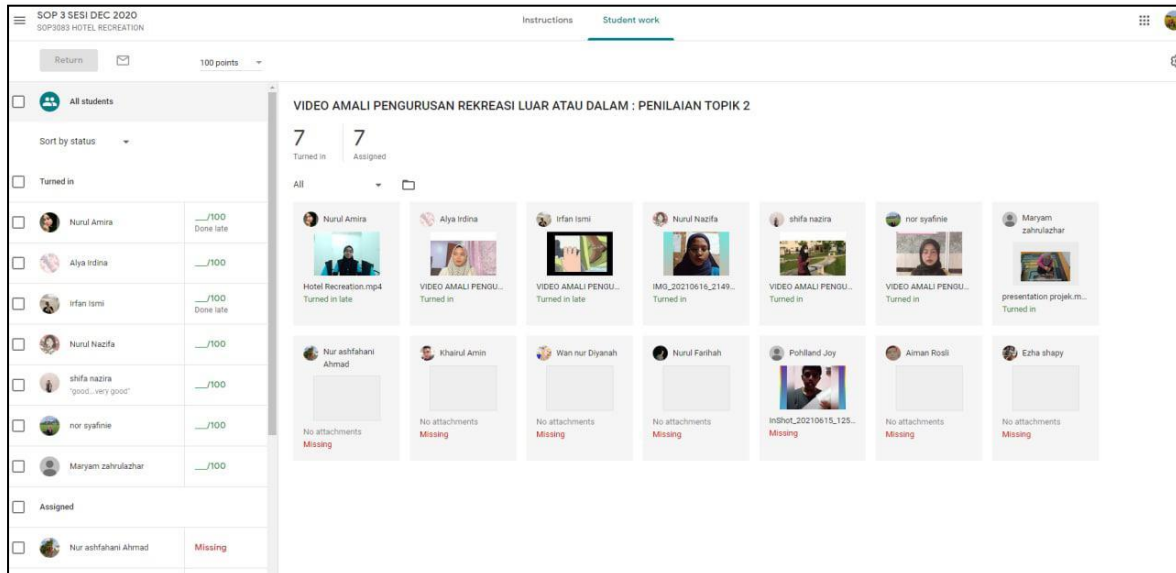 SOP 3 SESI DEC 2020
SOP3083 HOTEL RECREATION
Instructions
Student work
Return
100 points
All students
Sort by status
Turned in
Nurul Amira
__/100
Done late
Alya Irdina
__/100
Irfan Ismi
__/100
Done late
Nurul Nazifa
__/100
shifa nazira
"good...very good"
__/100
nor syafinie
__/100
Maryam zahrulazhar
__/100
Assigned
Nur ashfahani Ahmad
Missing
VIDEO AMALI PENGURUSAN REKREASI LUAR ATAU DALAM : PENILAIAN TOPIK 2
7
Turned in
7
Assigned
All
Nurul Amira
Hotel Recreation.mp4
Turned in late
Alya Irdina
VIDEO AMALI PENGU...
Turned in
Irfan Ismi
VIDEO AMALI PENGU...
Turned in late
Nurul Nazifa
IMG_20210616_2149...
Turned in
shifa nazira
VIDEO AMALI PENGU...
Turned in
nor syafinie
VIDEO AMALI PENGU...
Turned in
Maryam
zahrulazhar
presentation projek.m...
Turned in
Nur ashfahani
Ahmad
No attachments
Missing
Khairul Amin
No attachments
Missing
Wan nur Diyanah
No attachments
Missing
Nurul Farihah
No attachments
Missing
Pohlland Joy
InShot_20210615_125...
Missing
Aiman Rosli
No attachments
Missing
Ezha shapy
No attachments
Missing